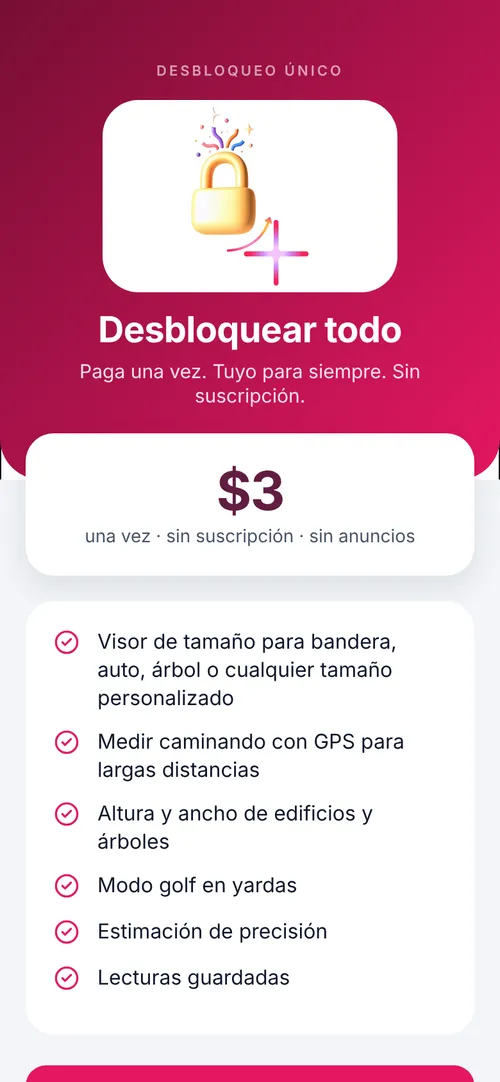 DESBLOQUEO ÚNICO
Desbloquear todo
Paga una vez. Tuyo para siempre. Sin
suscripción.
$3
una vez · sin suscripción · sin anuncios
Visor de tamaño para bandera,
auto, árbol o cualquier tamaño
personalizado
Medir caminando con GPS para
largas distancias
Altura y ancho de edificios y
árboles
Modo golf en yardas
Estimación de precisión
Lecturas guardadas